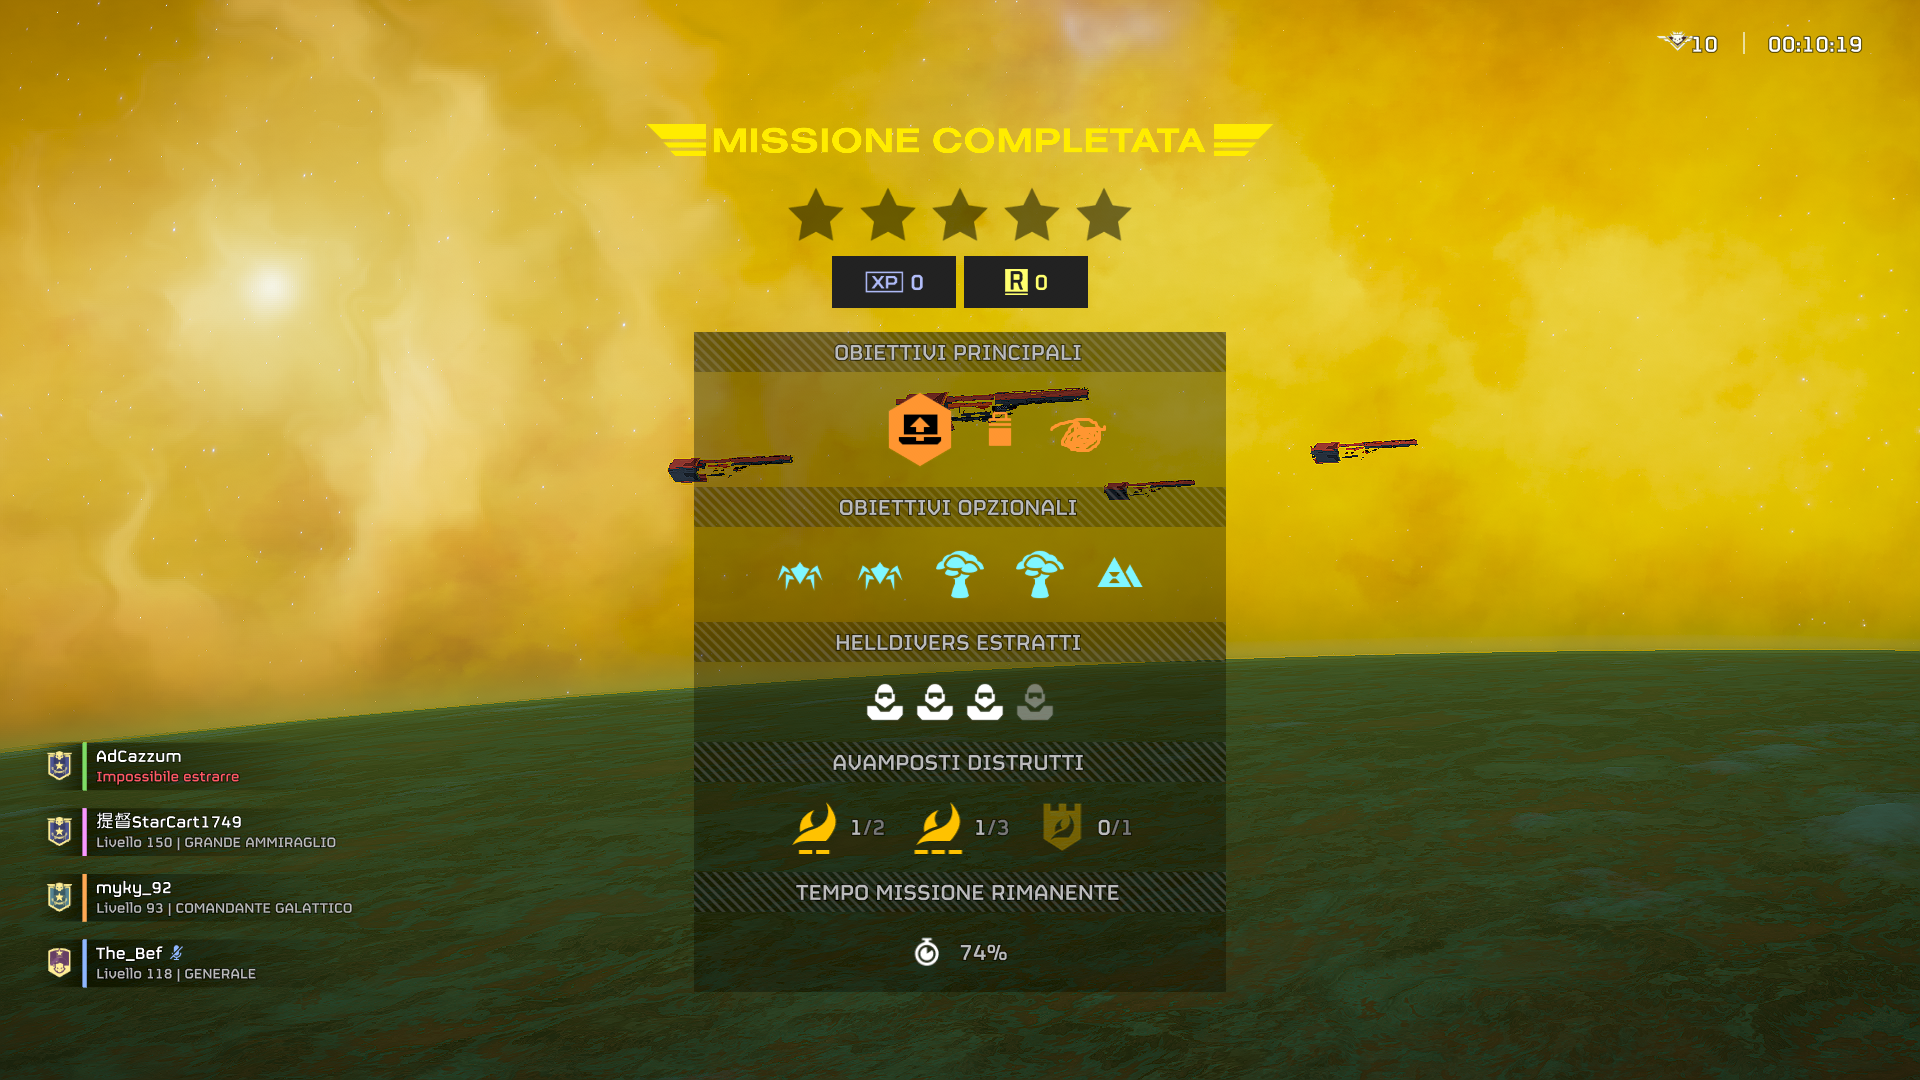 10 | 00:10:19
MISSIONE COMPLETATA
XP 0
R 0
OBIETTIVI PRINCIPALI
OBIETTIVI OPZIONALI
HELLDIVERS ESTRATTI
AVAMPOSTI DISTRUTTI
1/2 1/3 0/1
TEMPO MISSIONE RIMANENTE
74%
AdCazzum
Impossibile estrarre
提督StarCart1749
Livello 150 | GRANDE AMMIRAGLIO
myky_92
Livello 93 | COMANDANTE GALATTICO
The_Bef
Livello 118 | GENERALE